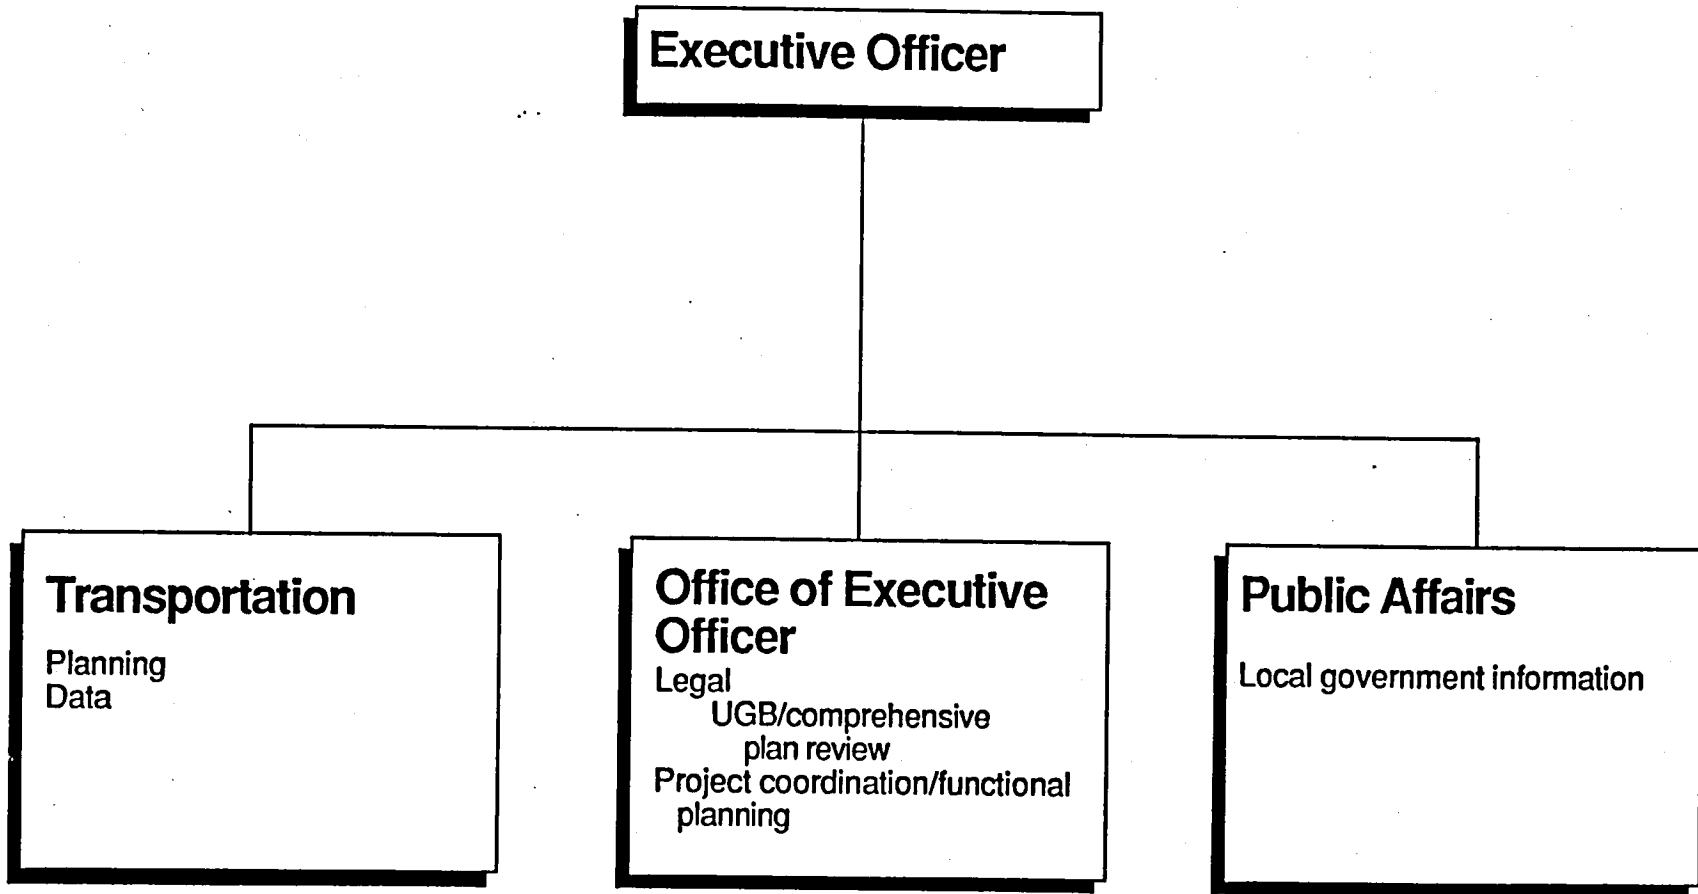 Executive Officer
Transportation
Planning
Data
Office of Executive
Officer
Legal
UGB/comprehensive
plan review
Project coordination/functional
planning
Public Affairs
Local government information